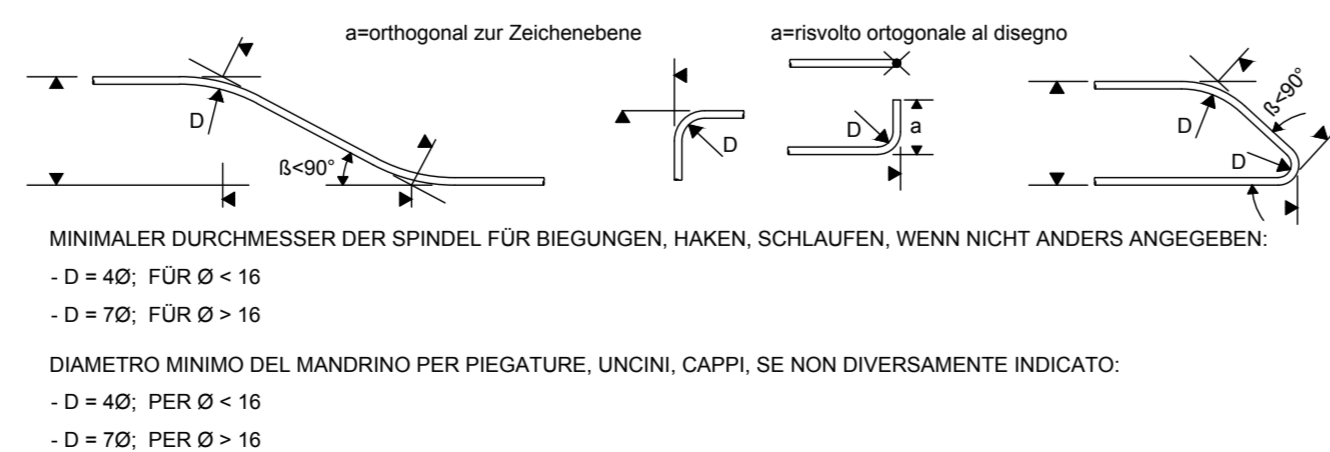 a=orthogonal zur Zeichenebene
a=risvolto ortogonale al disegno
D
ß<90°
D
D
a
D
D
ß<90°
MINIMALER DURCHMESSER DER SPINDEL FÜR BIEGUNGEN, HAKEN, SCHLAUFEN, WENN NICHT ANDERS ANGEGEBEN:
- D = 4Ø; FÜR Ø < 16
- D = 7Ø; FÜR Ø > 16
DIAMETRO MINIMO DEL MANDRINO PER PIEGATURE, UNCINI, CAPPI, SE NON DIVERSAMENTE INDICATO:
- D = 4Ø; PER Ø < 16
- D = 7Ø; PER Ø > 16